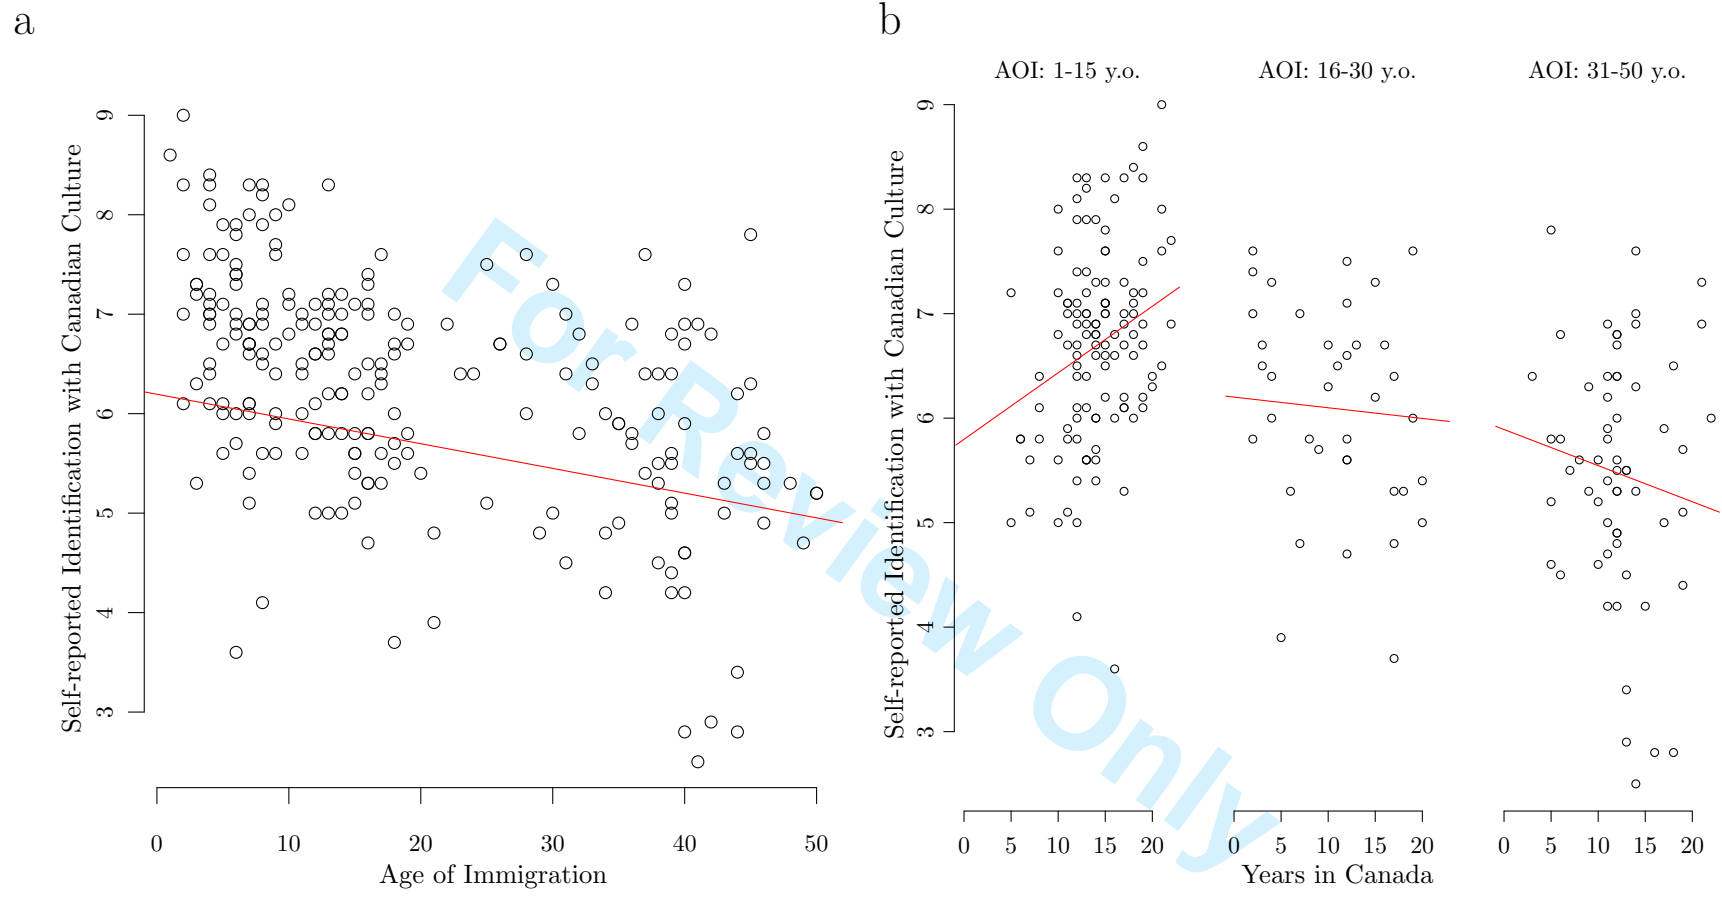 a
Self-reported Identification with Canadian Culture
9
8
7
6
5
4
3
0 10 20 30 40 50
Age of Immigration
b
AOI: 1-15 y.o. AOI: 16-30 y.o. AOI: 31-50 y.o.
Self-reported Identification with Canadian Culture
9
8
7
6
5
4
3
0 5 10 15 20 0 5 10 15 20 0 5 10 15 20
Years in Canada
For Review Only